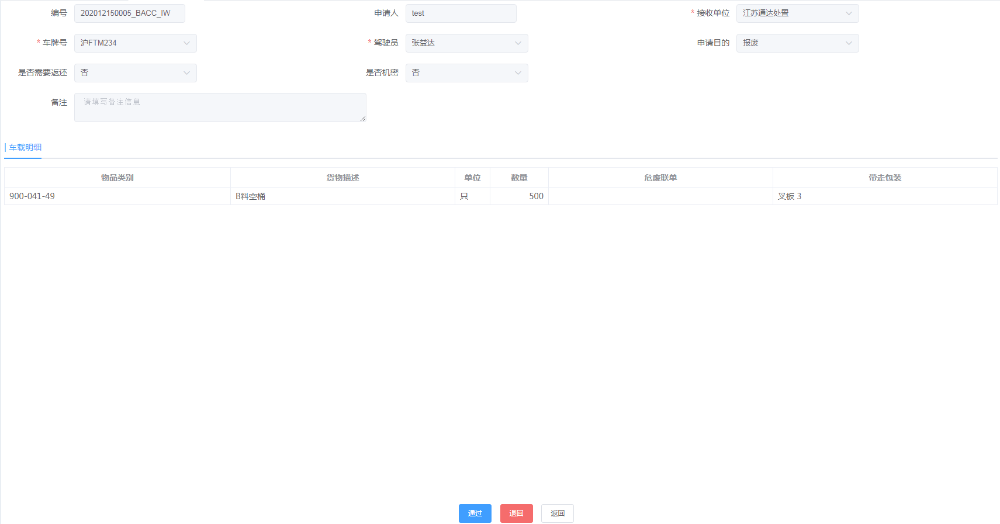 编号 202012150005_BACC_IW 申请人 test * 接收单位 江苏通达处置
* 车牌号 沪FTM234 * 驾驶员 张益达 申请目的 报废
是否需要返还 否 是否机密 否
备注 请填写备注信息
车载明细
物品类别 货物描述 单位 数量 危废联单 带走包装
900-041-49 B料空桶 只 500 叉板 3
通过 退回 返回